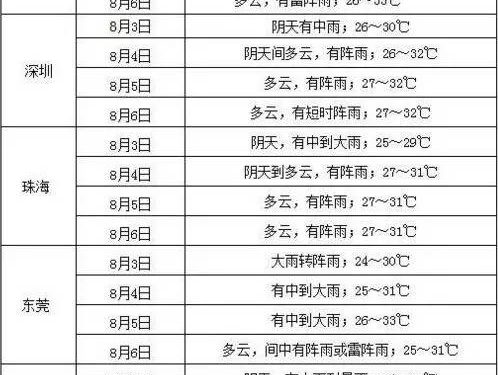 8月6日 多云，有雷阵雨；26～33℃
深圳 8月3日 阴天有中雨；26～30℃
8月4日 阴天间多云，有阵雨；26～32℃
8月5日 多云，有阵雨；27～32℃
8月6日 多云，有短时阵雨；27～32℃
珠海 8月3日 阴天，有中到大雨；25～29℃
8月4日 阴天到多云，有阵雨；27～31℃
8月5日 多云，有阵雨；27～31℃
8月6日 多云，有阵雨；27～31℃
东莞 8月3日 大雨转阵雨；24～30℃
8月4日 有中到大雨；25～31℃
8月5日 有中到大雨；26～33℃
8月6日 多云，间中有阵雨或雷阵雨；25～31℃